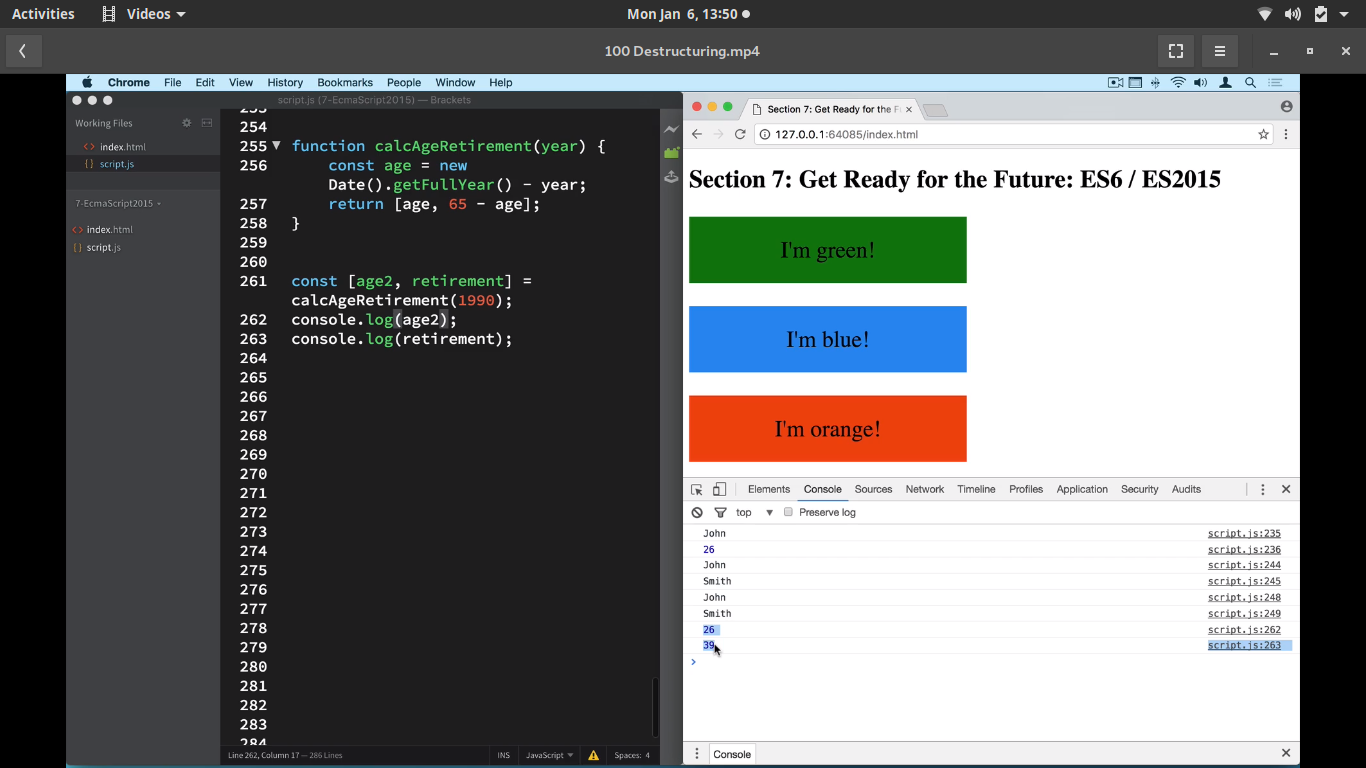 Activities
Videos
Mon Jan 6, 13:50
100 Destructuring.mp4
Chrome File Edit View History Bookmarks People Window Help
script.js (7-EcmaScript2015) — Brackets
Working Files
<> index.html
{} script.js
7-EcmaScript2015
<> index.html
{} script.js
254
255 function calcAgeRetirement(year) {
256 const age = new
Date().getFullYear() - year;
257 return [age, 65 - age];
258 }
259
260
261 const [age2, retirement] =
calcAgeRetirement(1990);
262 console.log(age2);
263 console.log(retirement);
264
265
266
267
268
269
270
271
272
273
274
275
276
277
278
279
280
281
282
283
284
Line 262, Column 17 — 286 Lines
INS JavaScript Spaces: 4
Section 7: Get Ready for the F
127.0.0.1:64085/index.html
Section 7: Get Ready for the Future: ES6 / ES2015
I'm green!
I'm blue!
I'm orange!
Elements Console Sources Network Timeline Profiles Application Security Audits
top Preserve log
John script.js:235
26 script.js:236
John script.js:244
Smith script.js:245
John script.js:248
Smith script.js:249
26 script.js:262
39 script.js:263
>
Console